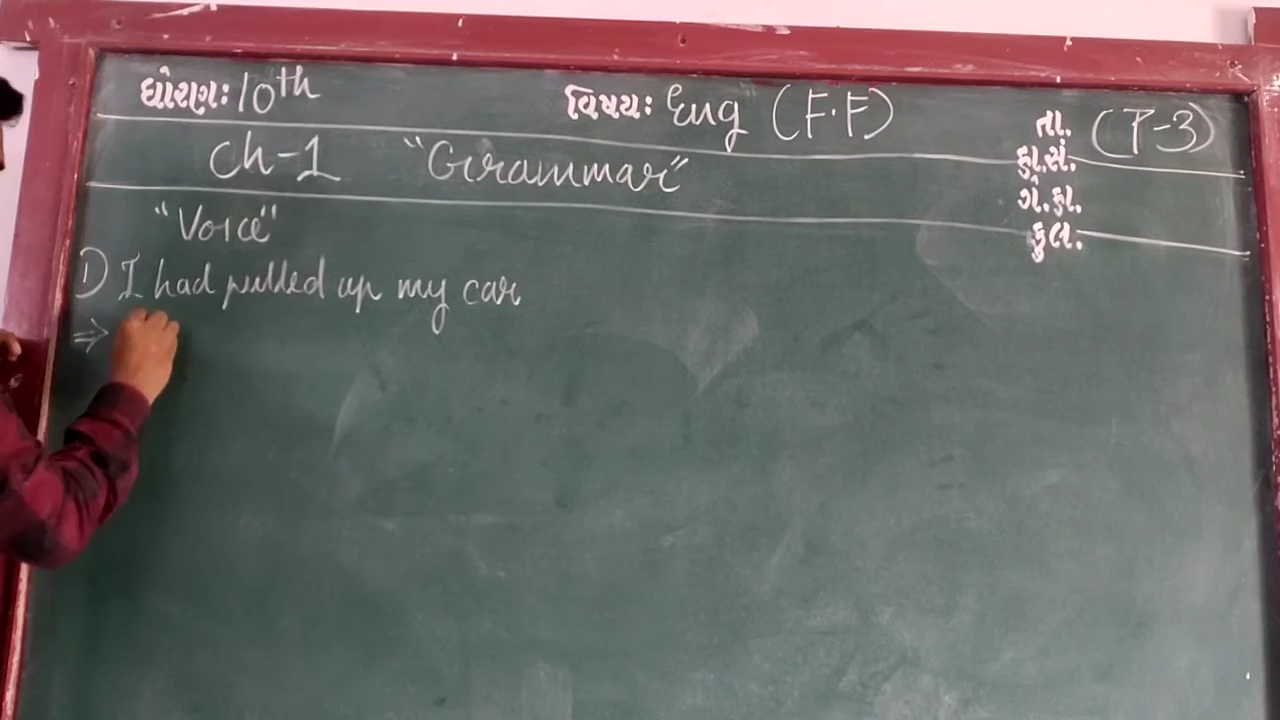 ધોરણ: 10th વિષય: Eng (F.F) તા. (P-3)
Ch-1 "Grammar" ક્રા.સં.
ગે.હા.
"Voice" કુલ.
1) I had pulled up my car
⇒